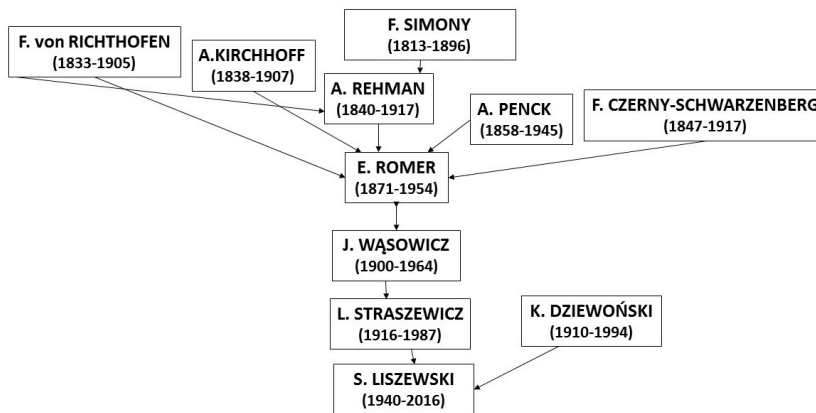 F. SIMONY
(1813-1896)
F. von RICHTHOFEN
(1833-1905)
A.KIRCHHOFF
(1838-1907)
A. REHMAN
(1840-1917)
A. PENCK
(1858-1945)
F. CZERNY-SCHWARZENBERG
(1847-1917)
E. ROMER
(1871-1954)
J. WĄSOWICZ
(1900-1964)
L. STRASZEWICZ
(1916-1987)
K. DZIEWOŃSKI
(1910-1994)
S. LISZEWSKI
(1940-2016)